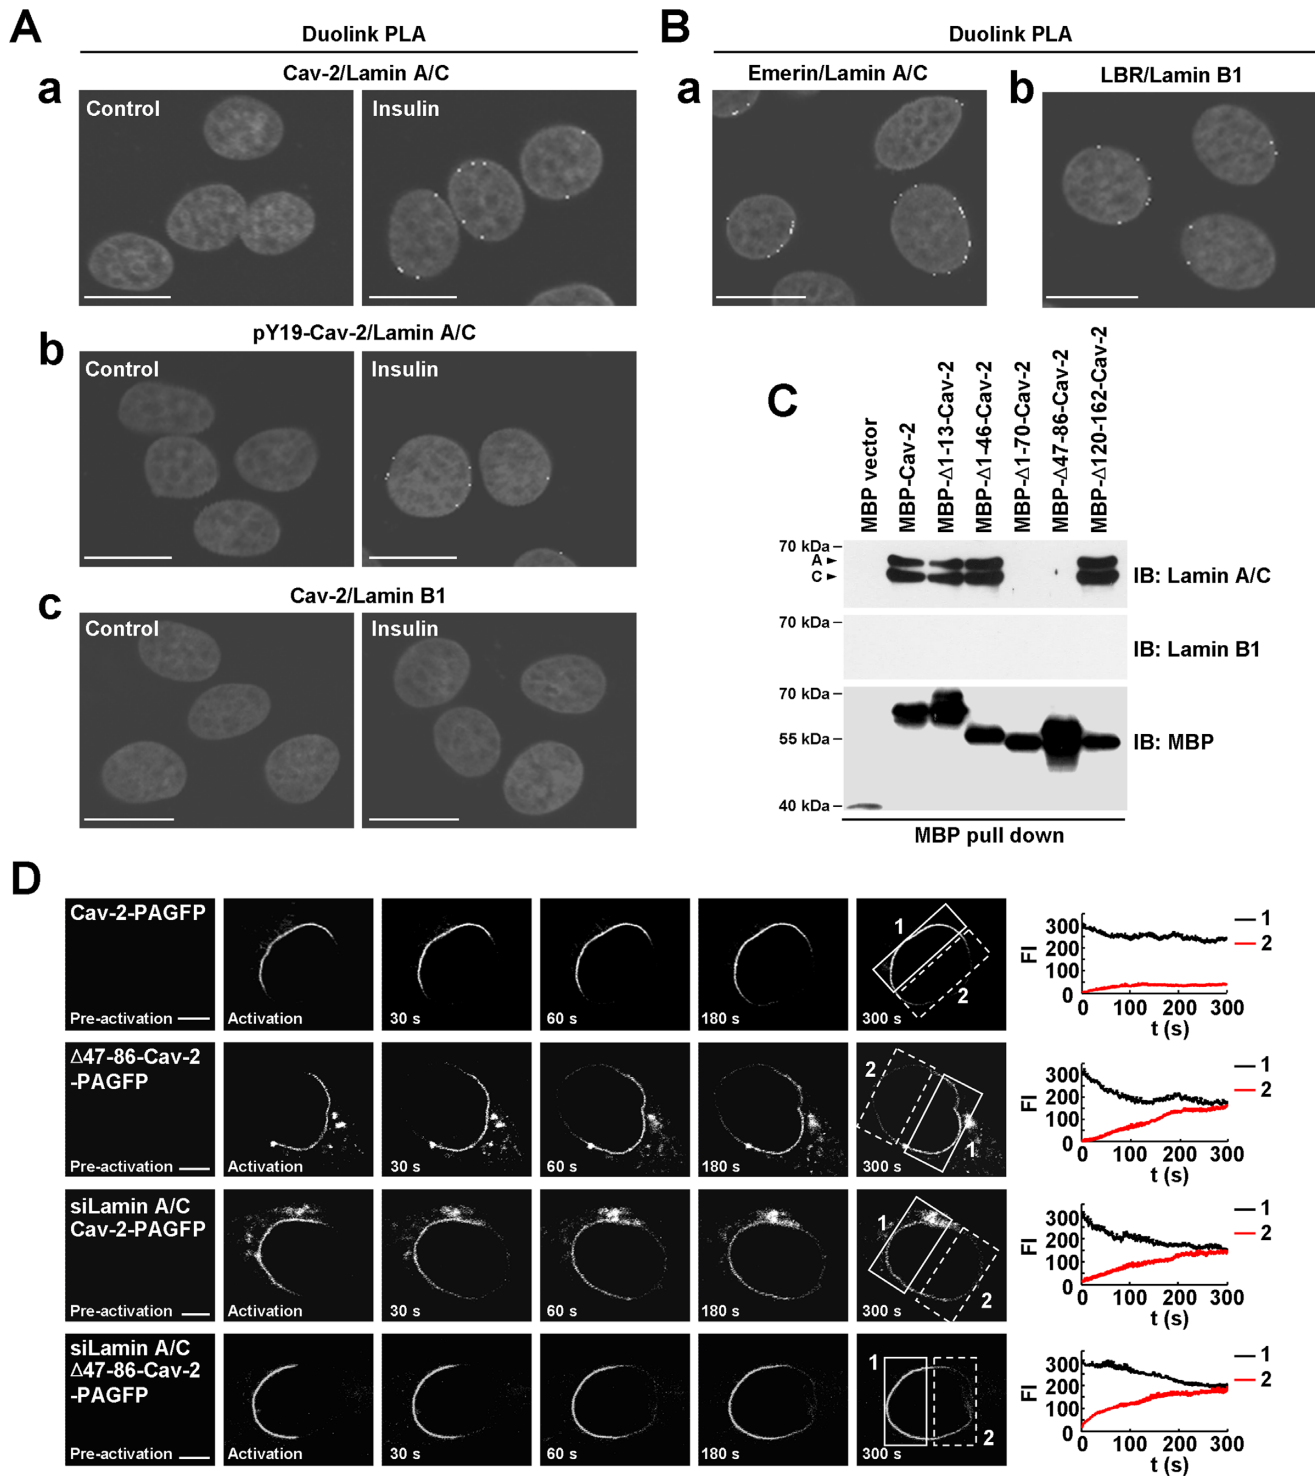 A
Duolink PLA
a
Cav-2/Lamin A/C
Control
Insulin
b
pY19-Cav-2/Lamin A/C
Control
Insulin
c
Cav-2/Lamin B1
Control
Insulin
B
Duolink PLA
a
Emerin/Lamin A/C
b
LBR/Lamin B1
C
MBP vector
MBP-Cav-2
MBP-Δ1-13-Cav-2
MBP-Δ1-46-Cav-2
MBP-Δ1-70-Cav-2
MBP-Δ47-86-Cav-2
MBP-Δ120-162-Cav-2
70 kDa
A
C
IB: Lamin A/C
70 kDa
IB: Lamin B1
70 kDa
55 kDa
40 kDa
IB: MBP
MBP pull down
D
Cav-2-PAGFP
Pre-activation
Activation
30 s
60 s
180 s
300 s
1
2
FI
300
200
100
0
0 100 200 300
t (s)
1
2
Δ47-86-Cav-2
-PAGFP
Pre-activation
Activation
30 s
60 s
180 s
300 s
2
1
FI
300
200
100
0
0 100 200 300
t (s)
1
2
siLamin A/C
Cav-2-PAGFP
Pre-activation
Activation
30 s
60 s
180 s
300 s
1
2
FI
300
200
100
0
0 100 200 300
t (s)
1
2
siLamin A/C
Δ47-86-Cav-2
-PAGFP
Pre-activation
Activation
30 s
60 s
180 s
300 s
1
2
FI
300
200
100
0
0 100 200 300
t (s)
1
2